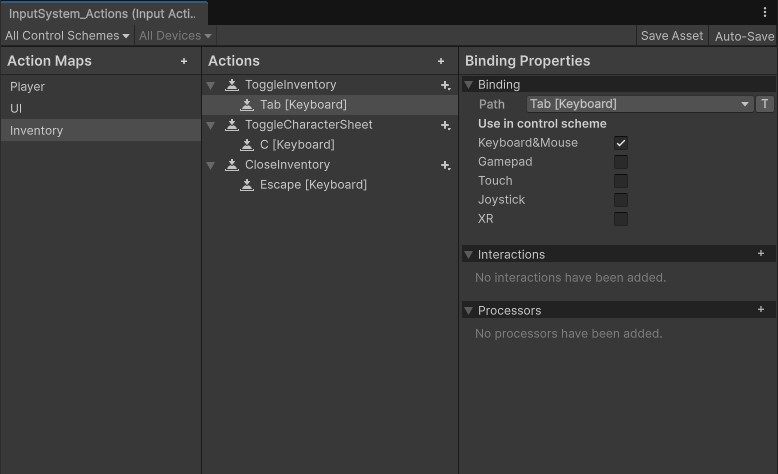 InputSystem_Actions (Input Acti..
All Control Schemes
All Devices
Save Asset
Auto-Save
Action Maps
+
Player
UI
Inventory
Actions
+
ToggleInventory
+
Tab [Keyboard]
ToggleCharacterSheet
+
C [Keyboard]
CloseInventory
+
Escape [Keyboard]
Binding Properties
Binding
Path
Tab [Keyboard]
T
Use in control scheme
Keyboard&Mouse
Gamepad
Touch
Joystick
XR
Interactions
+
No interactions have been added.
Processors
+
No processors have been added.